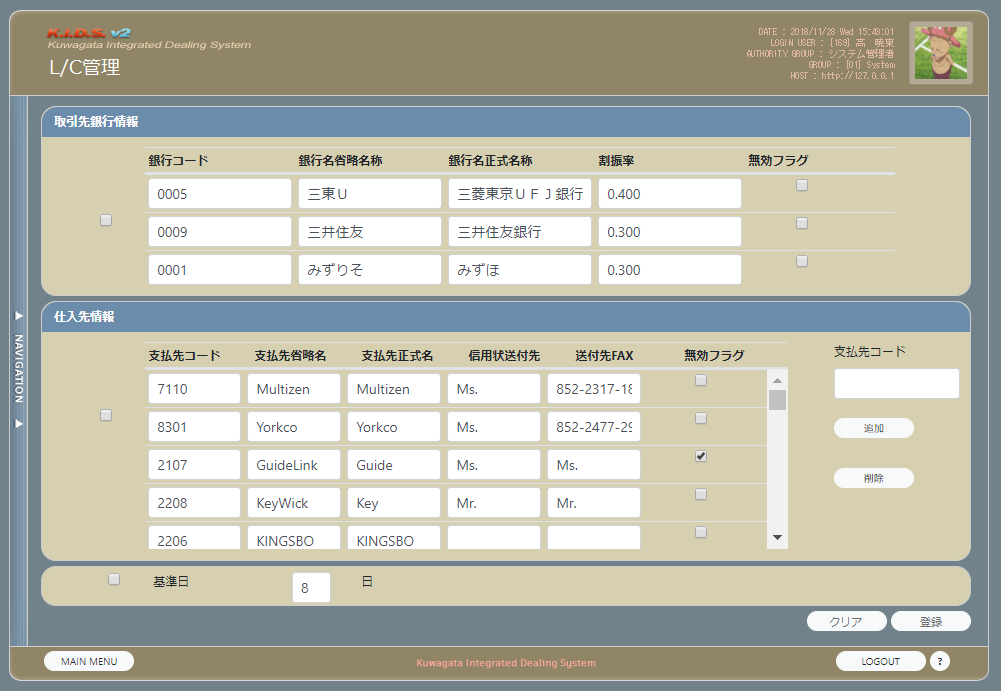 K.I.D.S. v2
Kuwagata Integrated Dealing System
L/C管理
DATE : 2018/11/28 Wed 15:43:01
LOGIN USER : [169] 高 暁東
AUTHORITY GROUP : システム管理者
GROUP : [01] System
HOST : http://127.0.0.1
取引先銀行情報
銀行コード 銀行名省略名称 銀行名正式名称 割振率 無効フラグ
0005 三東U 三菱東京UFJ銀行 0.400
0009 三井住友 三井住友銀行 0.300
0001 みずりそ みずほ 0.300
仕入先情報
支払先コード 支払先省略名 支払先正式名 信用状送付先 送付先FAX 無効フラグ
7110 Multizen Multizen Ms. 852-2317-18
8301 Yorkco Yorkco Ms. 852-2477-29
2107 GuideLink Guide Ms. Ms.
2208 KeyWick Key Mr. Mr.
2206 KINGSBO KINGSBO
支払先コード
追加
削除
NAVIGATION
基準日 8 日
クリア 登録
MAIN MENU Kuwagata Integrated Dealing System LOGOUT ?